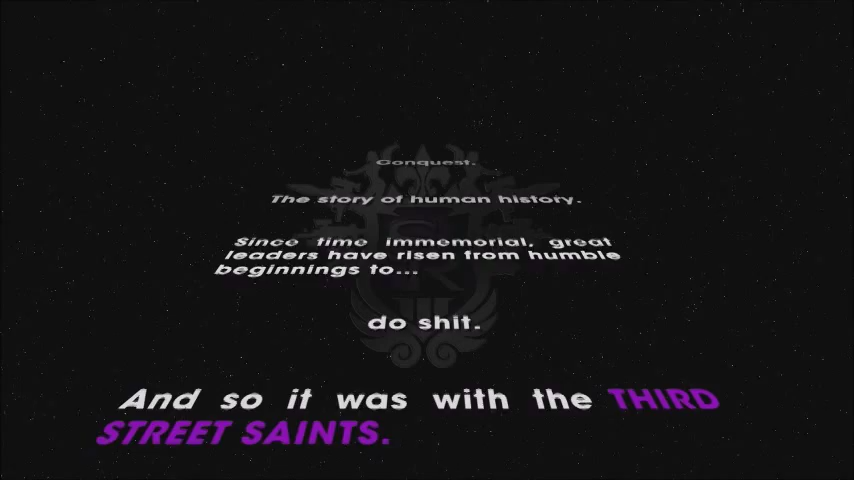 Conquest.
The story of human history.
Since time immemorial, great
leaders have risen from humble
beginnings to...
do shit.
And so it was with the THIRD
STREET SAINTS.